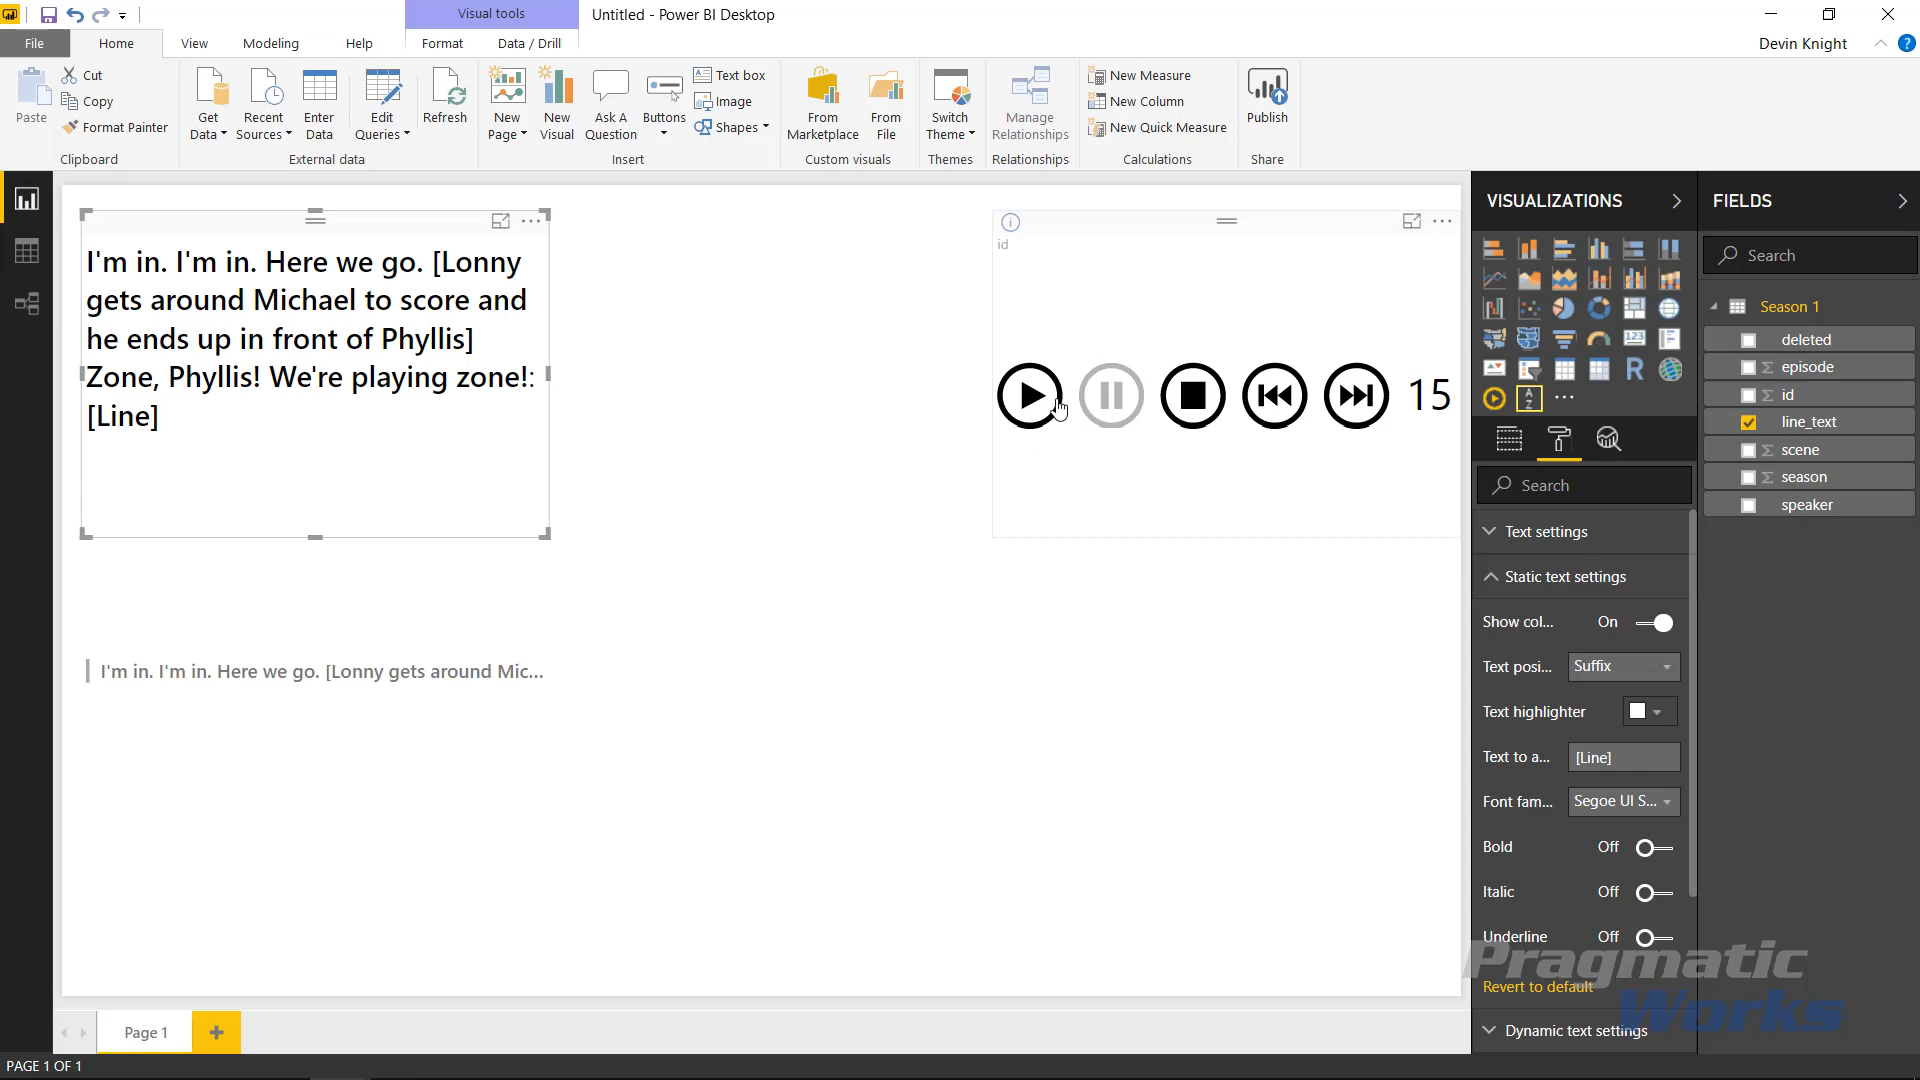 Visual tools
Untitled - Power BI Desktop
File
Home
View
Modeling
Help
Format
Data / Drill
Devin Knight
?
Paste
Cut
Copy
Format Painter
Clipboard
Get Data
Recent Sources
Enter Data
Edit Queries
Refresh
External data
New Page
New Visual
Ask A Question
Buttons
Text box
Image
Shapes
Insert
From Marketplace
From File
Custom visuals
Switch Theme
Themes
Manage Relationships
Relationships
New Measure
New Column
New Quick Measure
Calculations
Publish
Share
I'm in. I'm in. Here we go. [Lonny
gets around Michael to score and
he ends up in front of Phyllis]
Zone, Phyllis! We're playing zone!:
[Line]
id
15
I'm in. I'm in. Here we go. [Lonny gets around Mic...
VISUALIZATIONS
123
R
A
Z
Search
Text settings
Static text settings
Show col...
On
Text posi...
Suffix
Text highlighter
Text to a...
[Line]
Font fam...
Segoe UI S...
Bold
Off
Italic
Off
Underline
Off
Revert to default
Dynamic text settings
FIELDS
Search
Season 1
deleted
episode
id
line_text
scene
season
speaker
Pragmatic
Works
Page 1
PAGE 1 OF 1